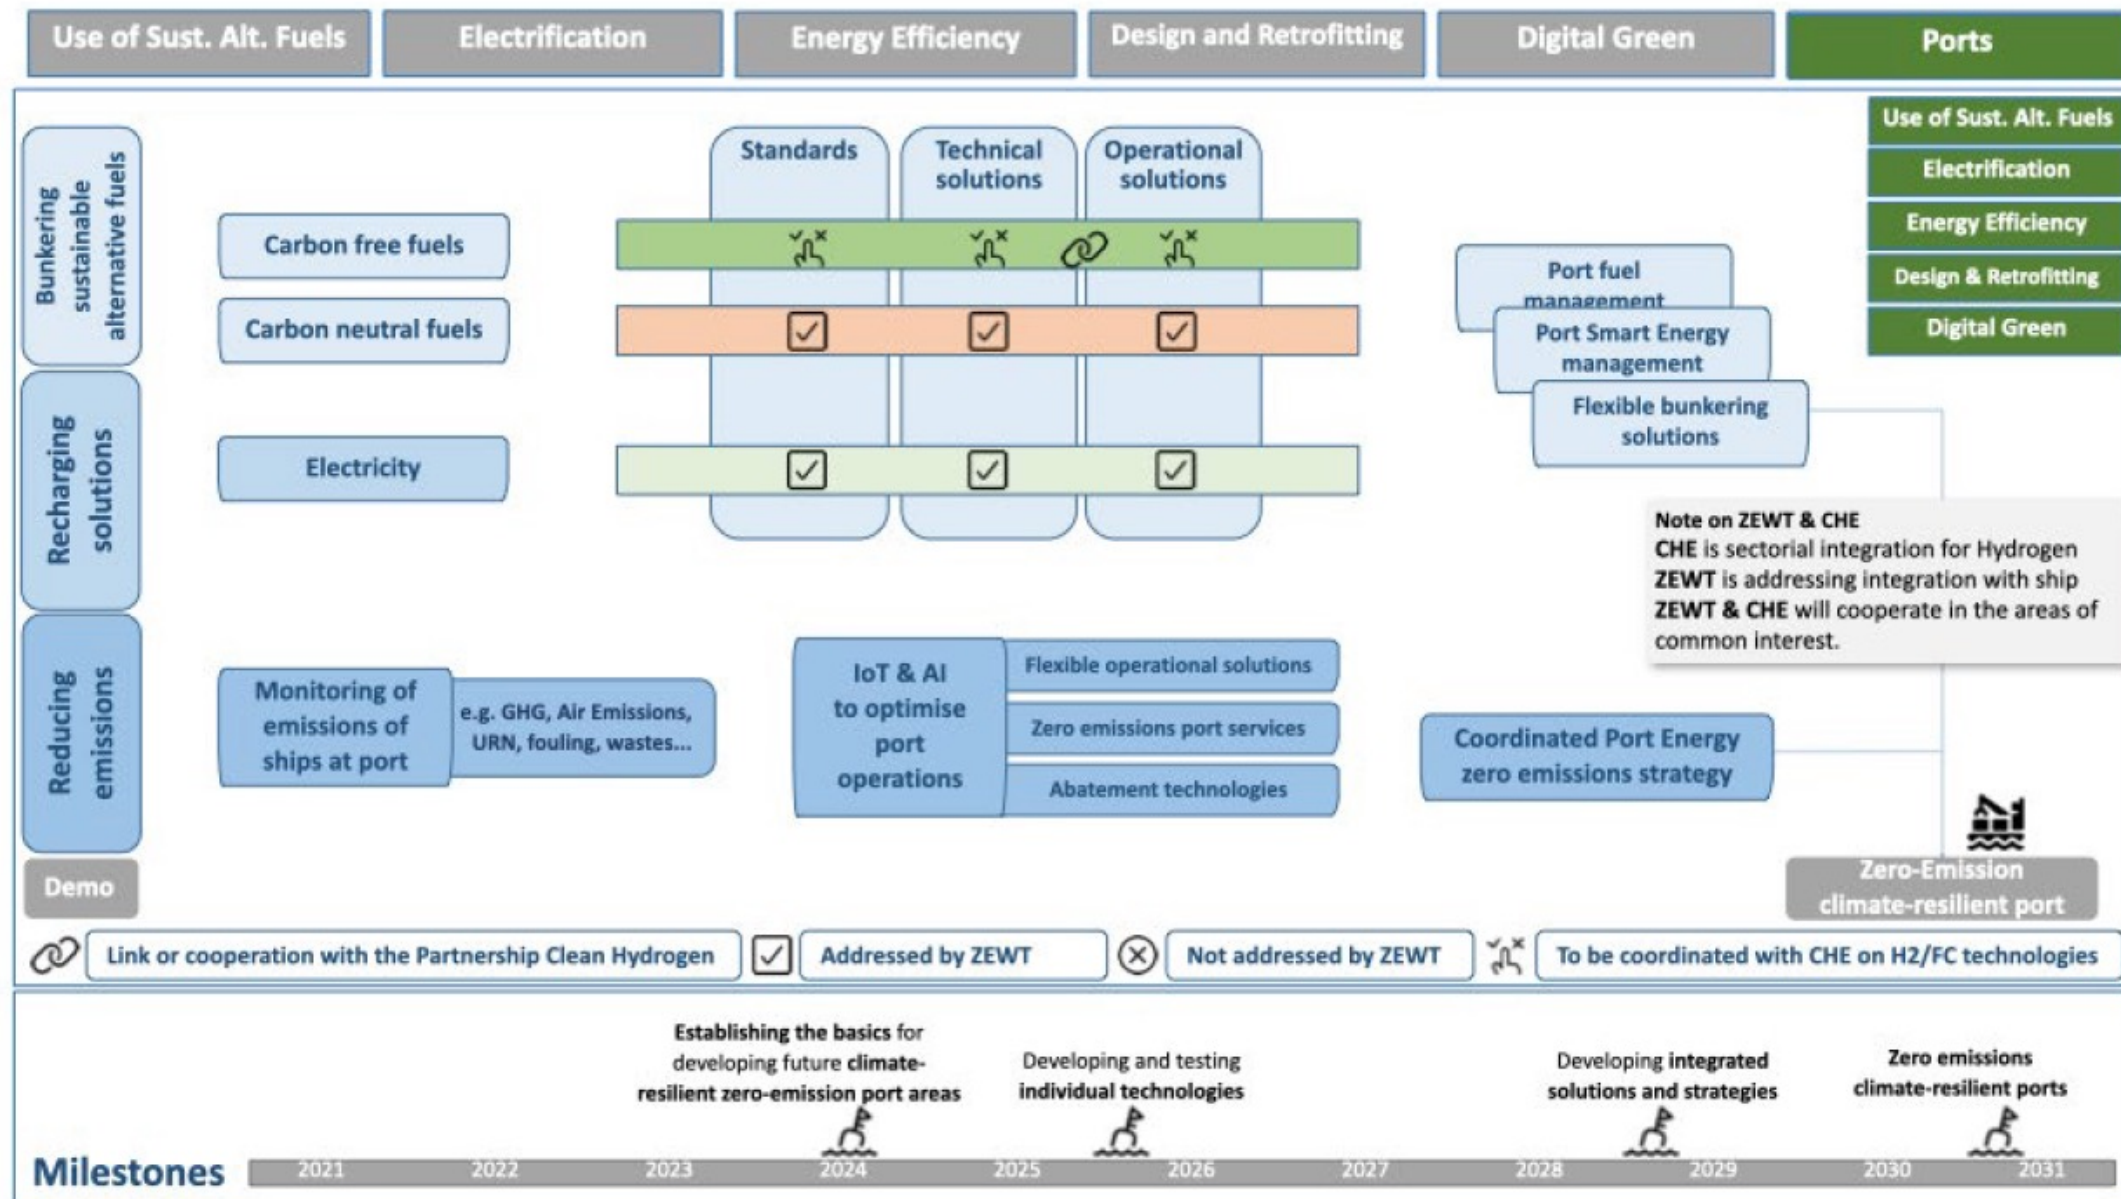 Use of Sust. Alt. Fuels
Electrification
Energy Efficiency
Design and Retrofitting
Digital Green
Ports
Use of Sust. Alt. Fuels
Electrification
Energy Efficiency
Design & Retrofitting
Digital Green
Bunkering
sustainable
alternative fuels
Standards
Technical
solutions
Operational
solutions
Carbon free fuels
Carbon neutral fuels
Port fuel
management
Port Smart Energy
management
Flexible bunkering
solutions
Recharging
solutions
Electricity
Note on ZEWT & CHE
CHE is sectorial integration for Hydrogen
ZEWT is addressing integration with ship
ZEWT & CHE will cooperate in the areas of
common interest.
Reducing
emissions
Monitoring of
emissions of
ships at port
e.g. GHG, Air Emissions,
URN, fouling, wastes...
IoT & AI
to optimise
port
operations
Flexible operational solutions
Zero emissions port services
Abatement technologies
Coordinated Port Energy
zero emissions strategy
Demo
Zero-Emission
climate-resilient port
Link or cooperation with the Partnership Clean Hydrogen
Addressed by ZEWT
Not addressed by ZEWT
To be coordinated with CHE on H2/FC technologies
Establishing the basics for
developing future climate-
resilient zero-emission port areas
Developing and testing
individual technologies
Developing integrated
solutions and strategies
Zero emissions
climate-resilient ports
Milestones
2021 2022 2023 2024 2025 2026 2027 2028 2029 2030 2031